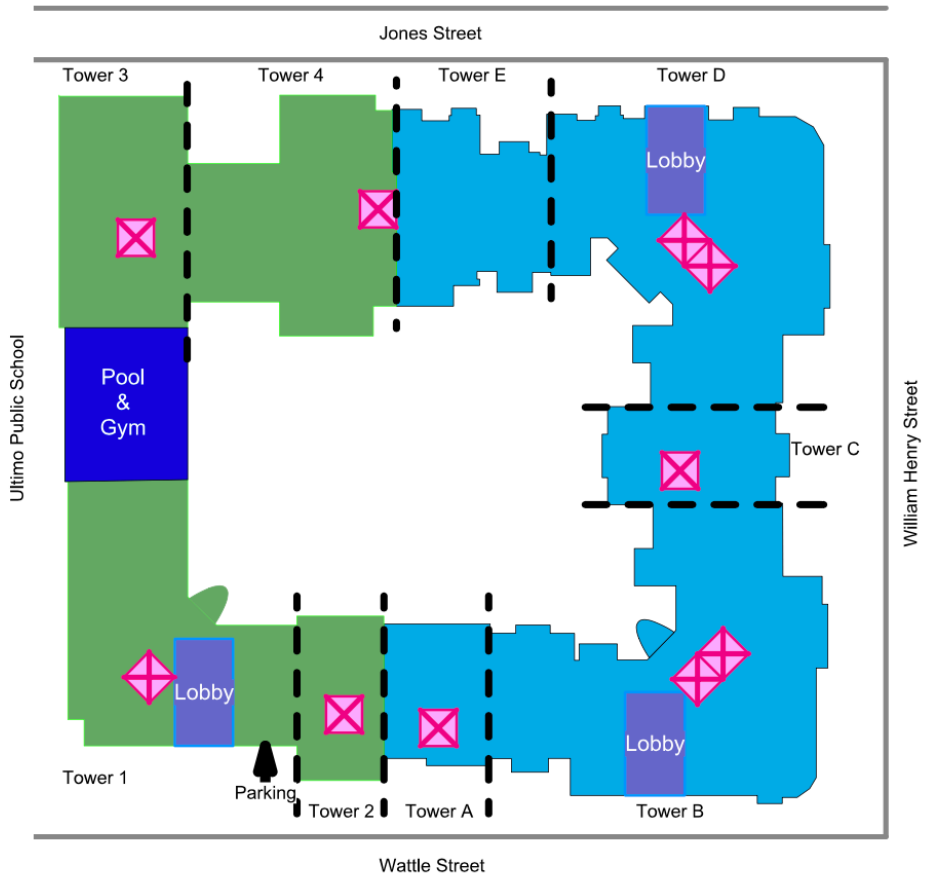 Jones Street
Tower 3
Tower 4
Tower E
Tower D
Lobby
Ultimo Public School
Pool
&
Gym
Tower C
William Henry Street
Lobby
Lobby
Tower 1
Parking
Tower 2
Tower A
Tower B
Wattle Street